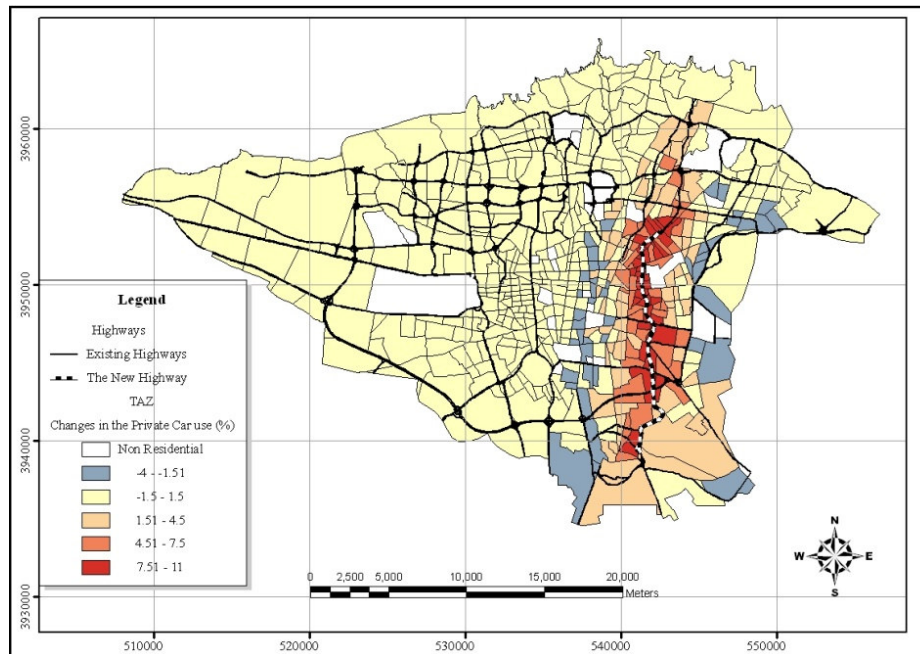 3960000
3950000
3940000
3930000
Legend
Highways
Existing Highways
The New Highway
TAZ
Changes in the Private Car use (%)
Non Residential
-4 - -1.51
-1.5 - 1.5
1.51 - 4.5
4.51 - 7.5
7.51 - 11
N
W E
S
0 2,500 5,000 10,000 15,000 20,000
Meters
510000 520000 530000 540000 550000